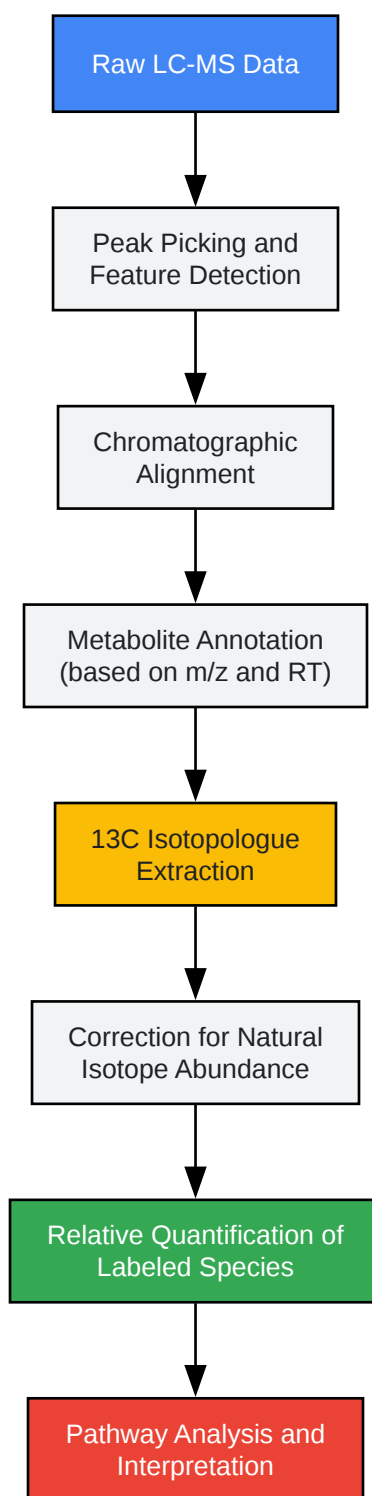 Raw LC-MS Data
Peak Picking and
Feature Detection
Chromatographic
Alignment
Metabolite Annotation
(based on m/z and RT)
13C Isotopologue
Extraction
Correction for Natural
Isotope Abundance
Relative Quantification of
Labeled Species
Pathway Analysis and
Interpretation